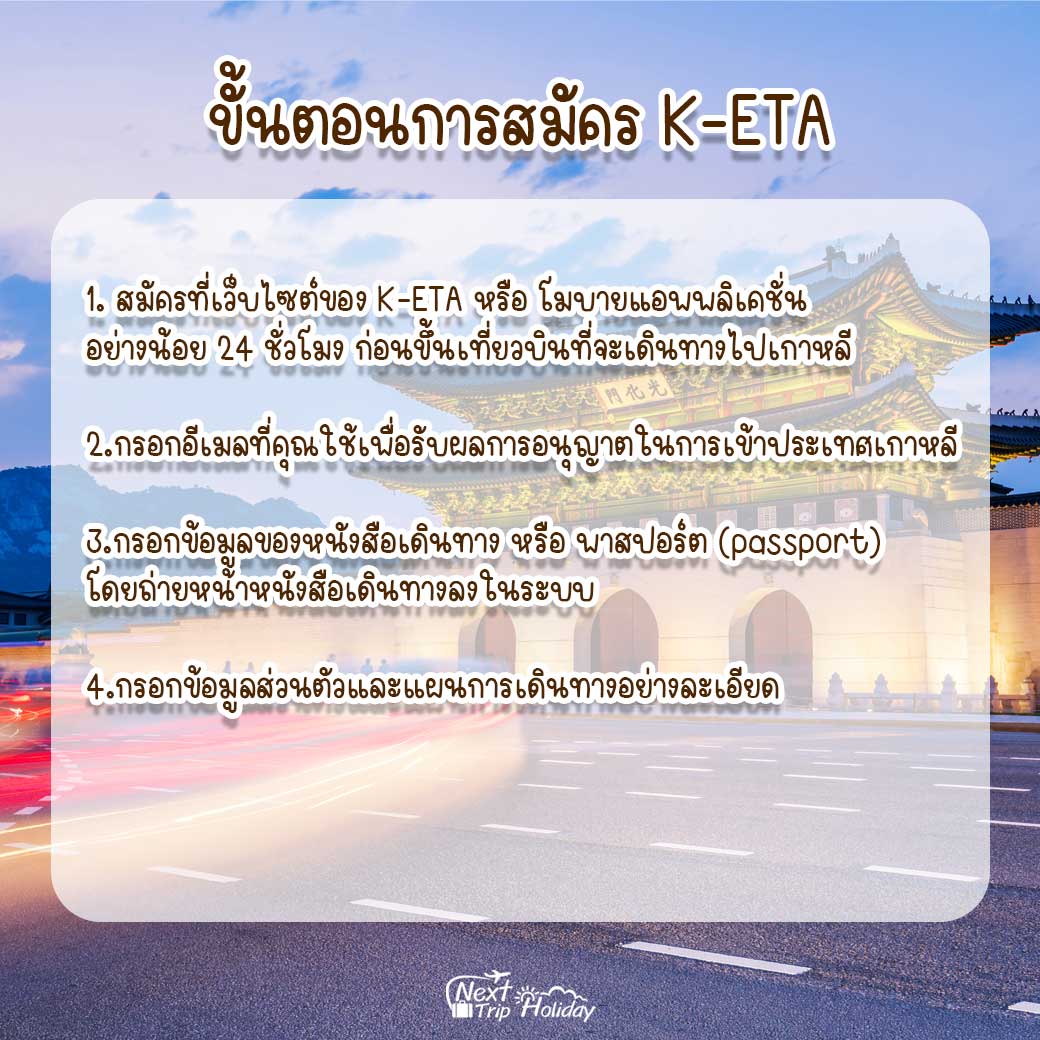 ขั้นตอนการสมัคร K-ETA
1. สมัครที่เว็บไซต์ของ K-ETA หรือ โมบายแอพพลิเคชั่น
อย่างน้อย 24 ชั่วโมง ก่อนขึ้นเที่ยวบินที่จะเดินทางไปเกาหลี
2.กรอกอีเมลที่คุณใช้เพื่อรับผลการอนุญาตในการเข้าประเทศเกาหลี
3.กรอกข้อมูลของหนังสือเดินทาง หรือ พาสปอร์ต (passport)
โดยถ่ายหน้าหนังสือเดินทางลงในระบบ
4.กรอกข้อมูลส่วนตัวและแผนการเดินทางอย่างละเอียด
門化光
Next Trip Holiday